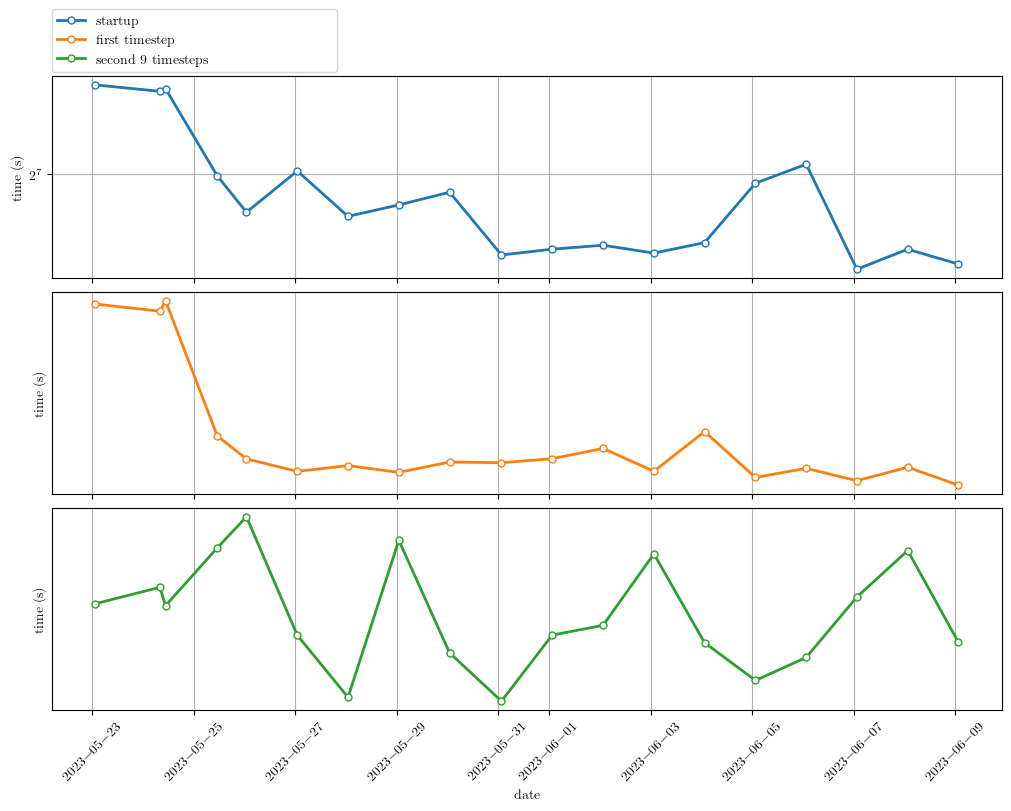 startup
first timestep
second 9 timesteps
time (s)
2⁷
time (s)
time (s)
2023−05−23
2023−05−25
2023−05−27
2023−05−29
2023−05−31
2023−06−01
2023−06−03
2023−06−05
2023−06−07
2023−06−09
date